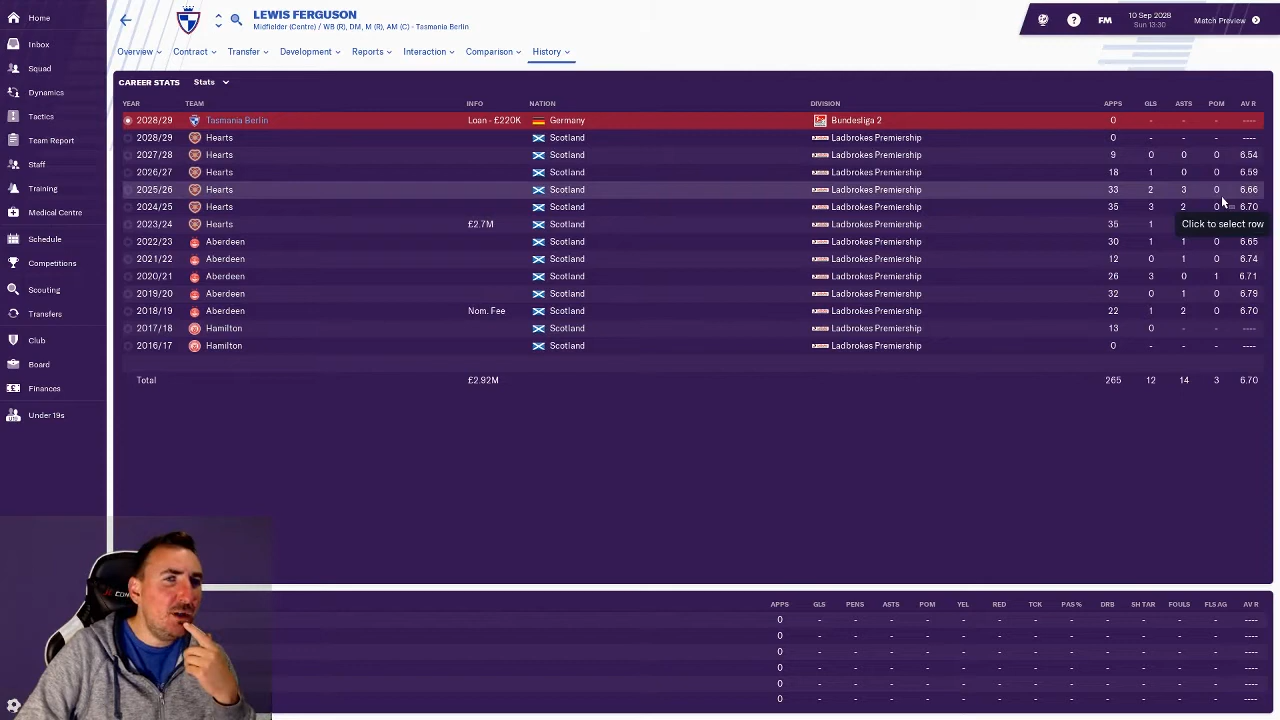 LEWIS FERGUSON
Midfielder (Centre) / WB (R), DM, M (R), AM (C) - Tasmania Berlin
10 Sep 2028
Sun 13:30
FM
Match Preview
Home
Inbox
Squad
Dynamics
Tactics
Team Report
Staff
Training
Medical Centre
Schedule
Competitions
Scouting
Transfers
Club
Board
Finances
Under 19s
Overview Contract Transfer Development Reports Interaction Comparison History
CAREER STATS Stats
YEAR TEAM INFO NATION DIVISION APPS GLS ASTS POM AV R
2028/29 Tasmania Berlin Loan - £220K Germany Bundesliga 2 0 - - - ----
2028/29 Hearts Scotland Ladbrokes Premiership 0 - - - ----
2027/28 Hearts Scotland Ladbrokes Premiership 9 0 0 0 6.54
2026/27 Hearts Scotland Ladbrokes Premiership 18 1 0 0 6.59
2025/26 Hearts Scotland Ladbrokes Premiership 33 2 3 0 6.66
2024/25 Hearts Scotland Ladbrokes Premiership 35 3 2 0 6.70
2023/24 Hearts £2.7M Scotland Ladbrokes Premiership 35 1
Click to select row
2022/23 Aberdeen Scotland Ladbrokes Premiership 30 1 1 0 6.65
2021/22 Aberdeen Scotland Ladbrokes Premiership 12 0 1 0 6.74
2020/21 Aberdeen Scotland Ladbrokes Premiership 26 3 0 1 6.71
2019/20 Aberdeen Scotland Ladbrokes Premiership 32 0 1 0 6.79
2018/19 Aberdeen Nom. Fee Scotland Ladbrokes Premiership 22 1 2 0 6.70
2017/18 Hamilton Scotland Ladbrokes Premiership 13 0 - - ----
2016/17 Hamilton Scotland Ladbrokes Premiership 0 - - - ----
Total £2.92M 265 12 14 3 6.70
APPS GLS PENS ASTS POM YEL RED TCK PAS % DRB SH TAR FOULS FLS AG AV R
0 - - - - - - - - - - - - ----
0 - - - - - - - - - - - - ----
0 - - - - - - - - - - - - ----
0 - - - - - - - - - - - - ----
0 - - - - - - - - - - - - ----
0 - - - - - - - - - - - - ----